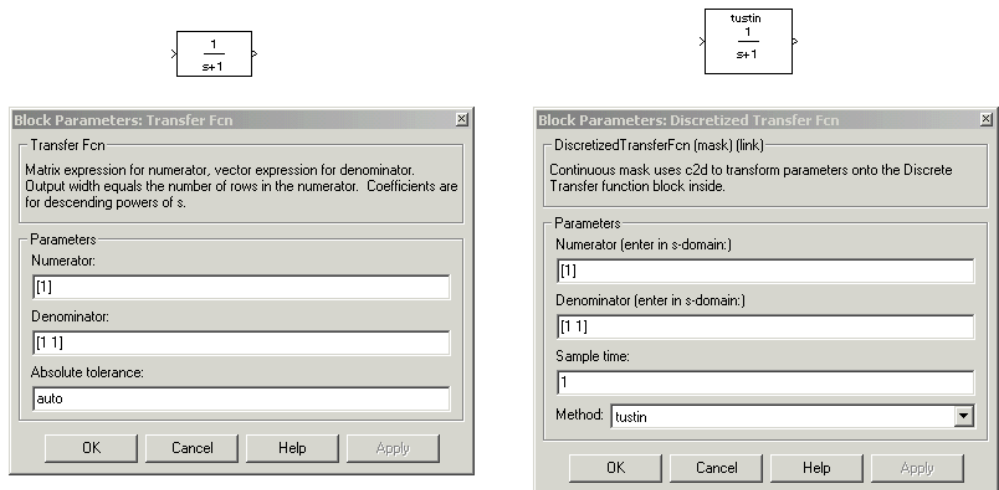 1
s+1
tustin
1
s+1
Block Parameters: Transfer Fcn
Transfer Fcn
Matrix expression for numerator, vector expression for denominator.
Output width equals the number of rows in the numerator. Coefficients are
for descending powers of s.
Parameters
Numerator:
[1]
Denominator:
[1 1]
Absolute tolerance:
auto
OK Cancel Help Apply
Block Parameters: Discretized Transfer Fcn
DiscretizedTransferFcn (mask) (link)
Continuous mask uses c2d to transform parameters onto the Discrete
Transfer function block inside.
Parameters
Numerator (enter in s-domain:)
[1]
Denominator (enter in s-domain:)
[1 1]
Sample time:
1
Method: tustin
OK Cancel Help Apply